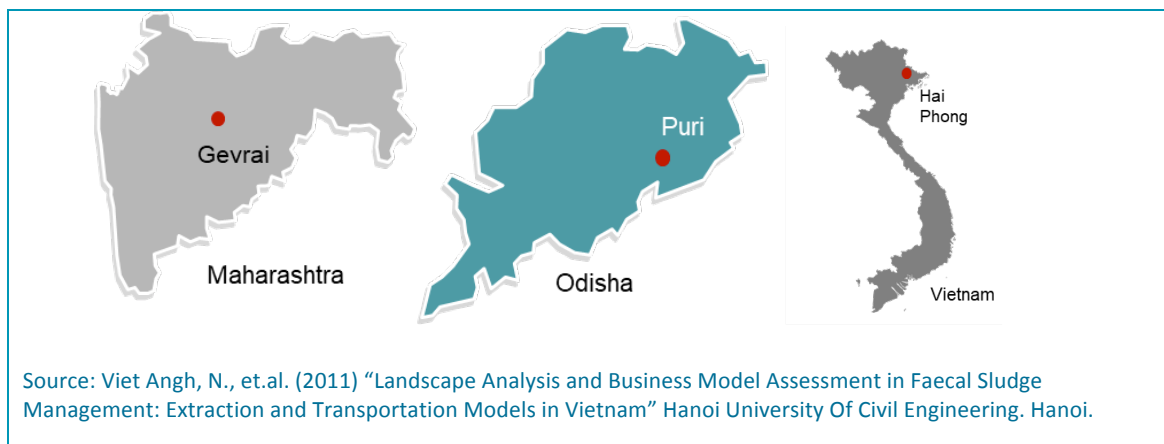 Gevrai
Maharashtra
Puri
Odisha
Hai
Phong
Vietnam
Source: Viet Angh, N., et.al. (2011) “Landscape Analysis and Business Model Assessment in Faecal Sludge
Management: Extraction and Transportation Models in Vietnam” Hanoi University Of Civil Engineering. Hanoi.